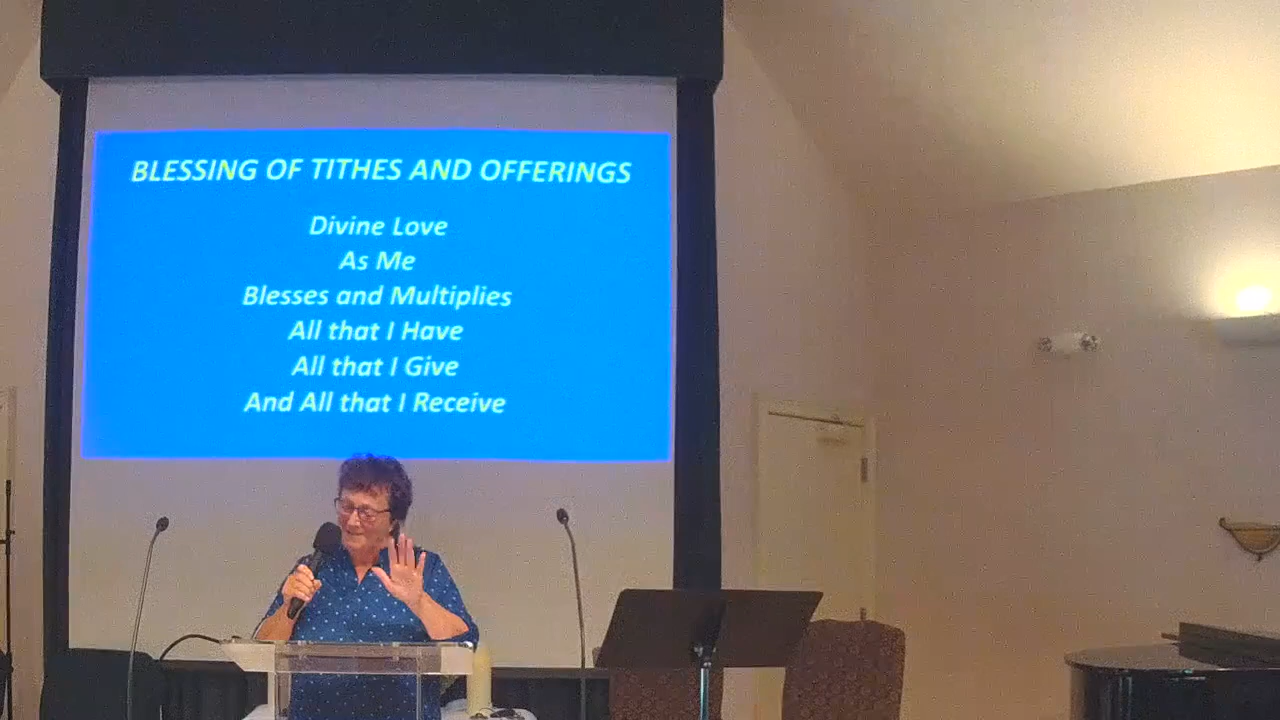 BLESSING OF TITHES AND OFFERINGS
Divine Love
As Me
Blesses and Multiplies
All that I Have
All that I Give
And All that I Receive